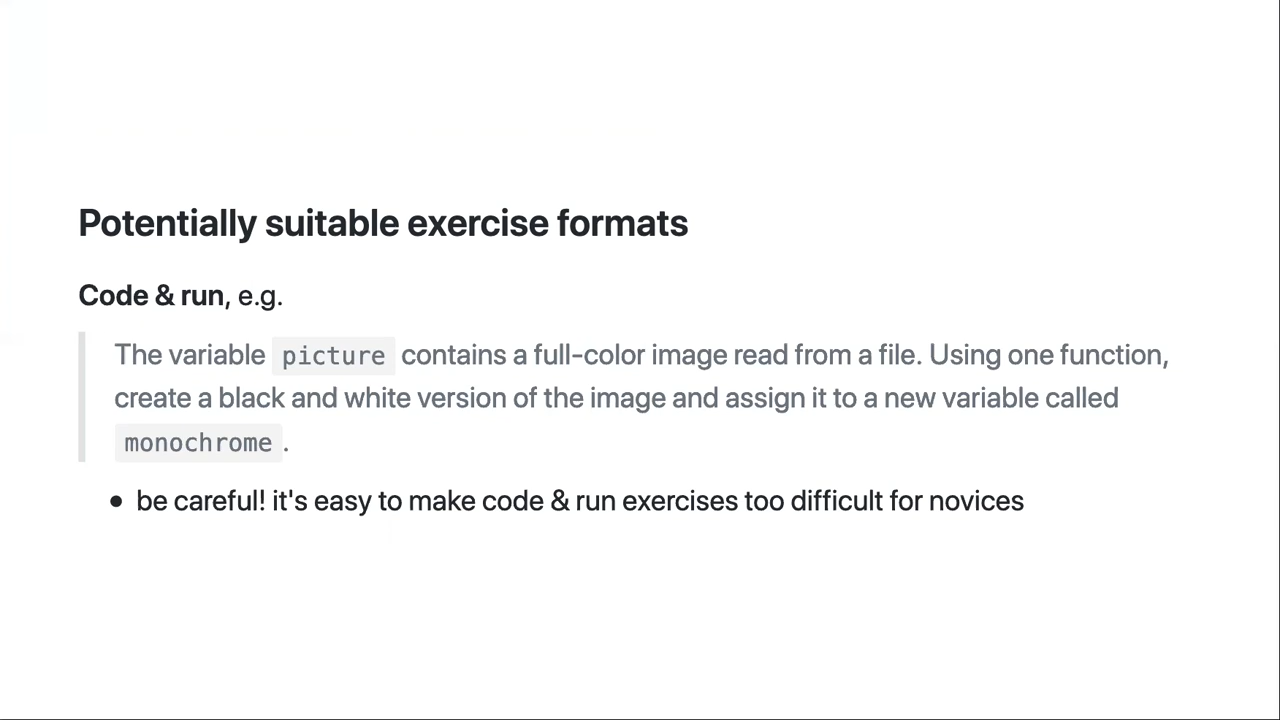 Potentially suitable exercise formats
Code & run, e.g.
The variable picture contains a full-color image read from a file. Using one function,
create a black and white version of the image and assign it to a new variable called
monochrome.
• be careful! it's easy to make code & run exercises too difficult for novices